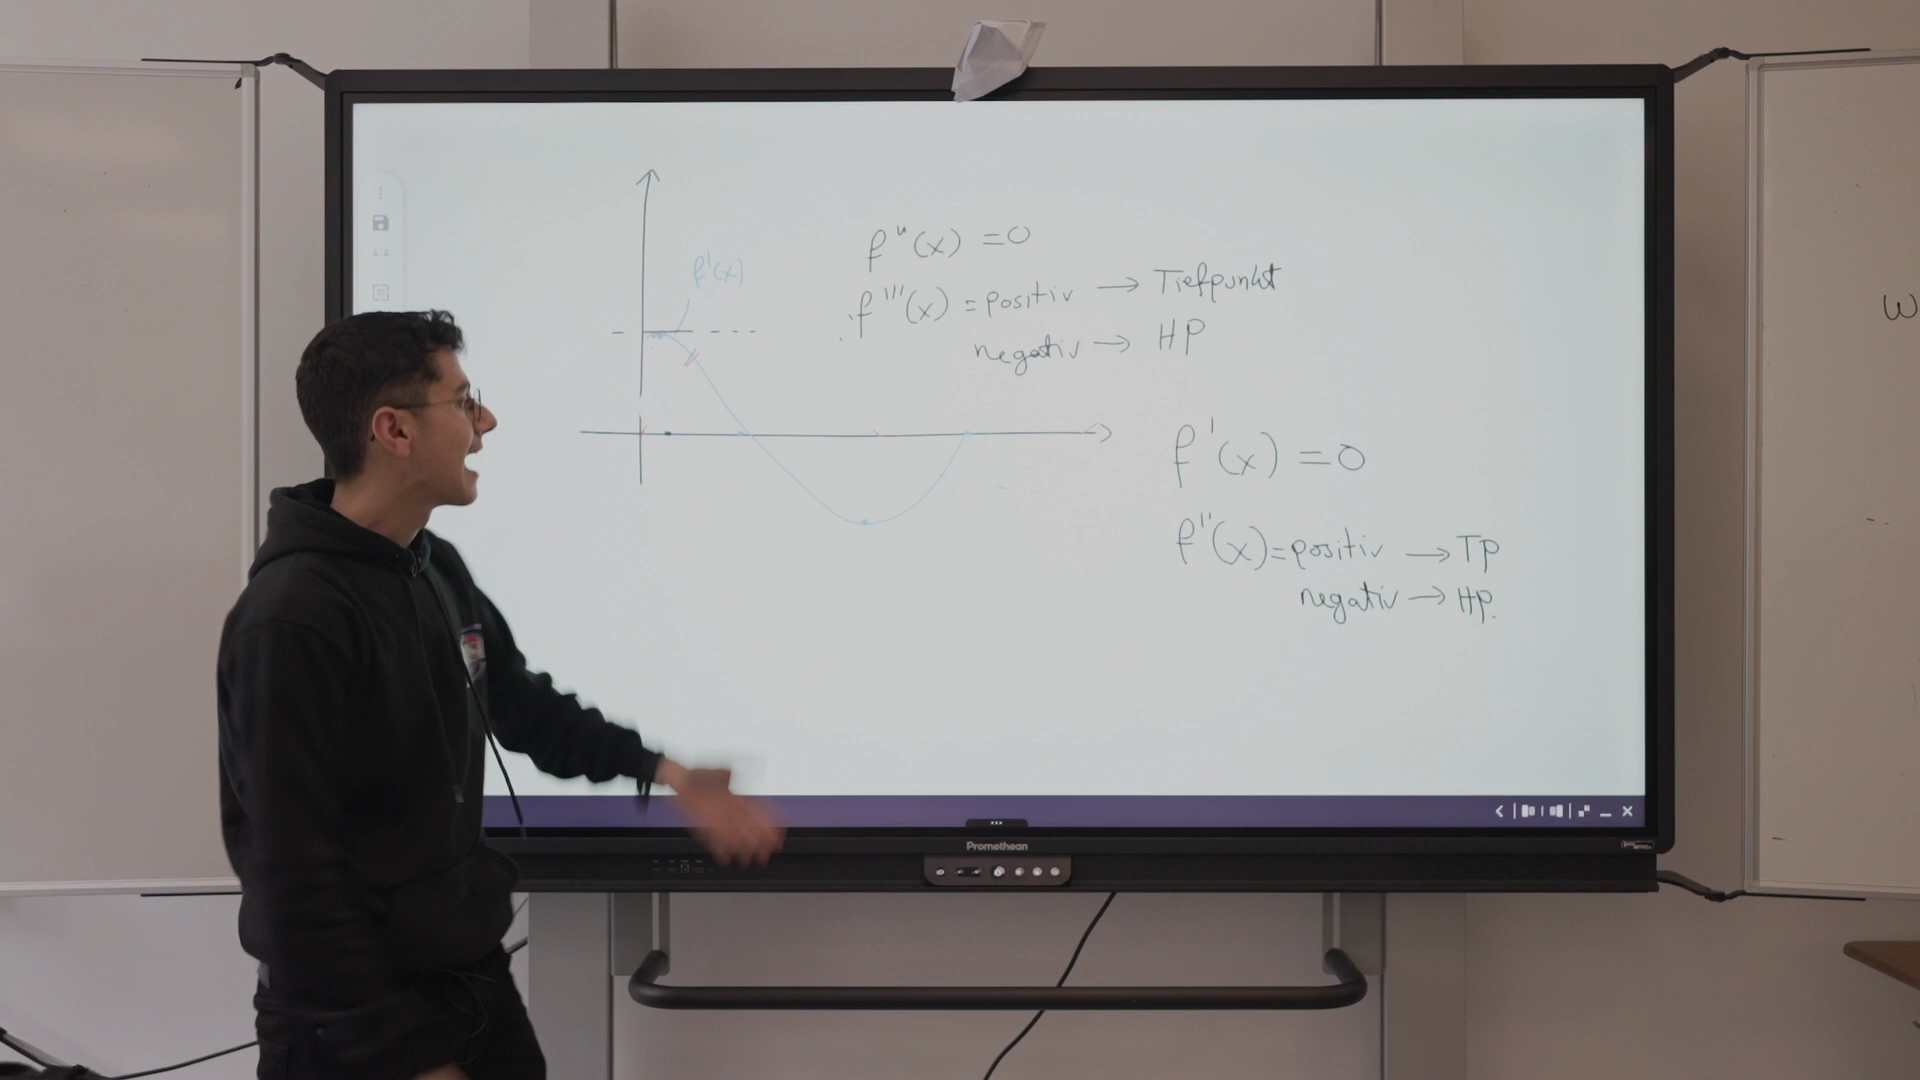 f'(x)
f''(x) = 0
f'''(x) = positiv → Tiefpunkt
negativ → HP
f'(x) = 0
f''(x) = positiv → TP
negativ → HP.
W
Promethean